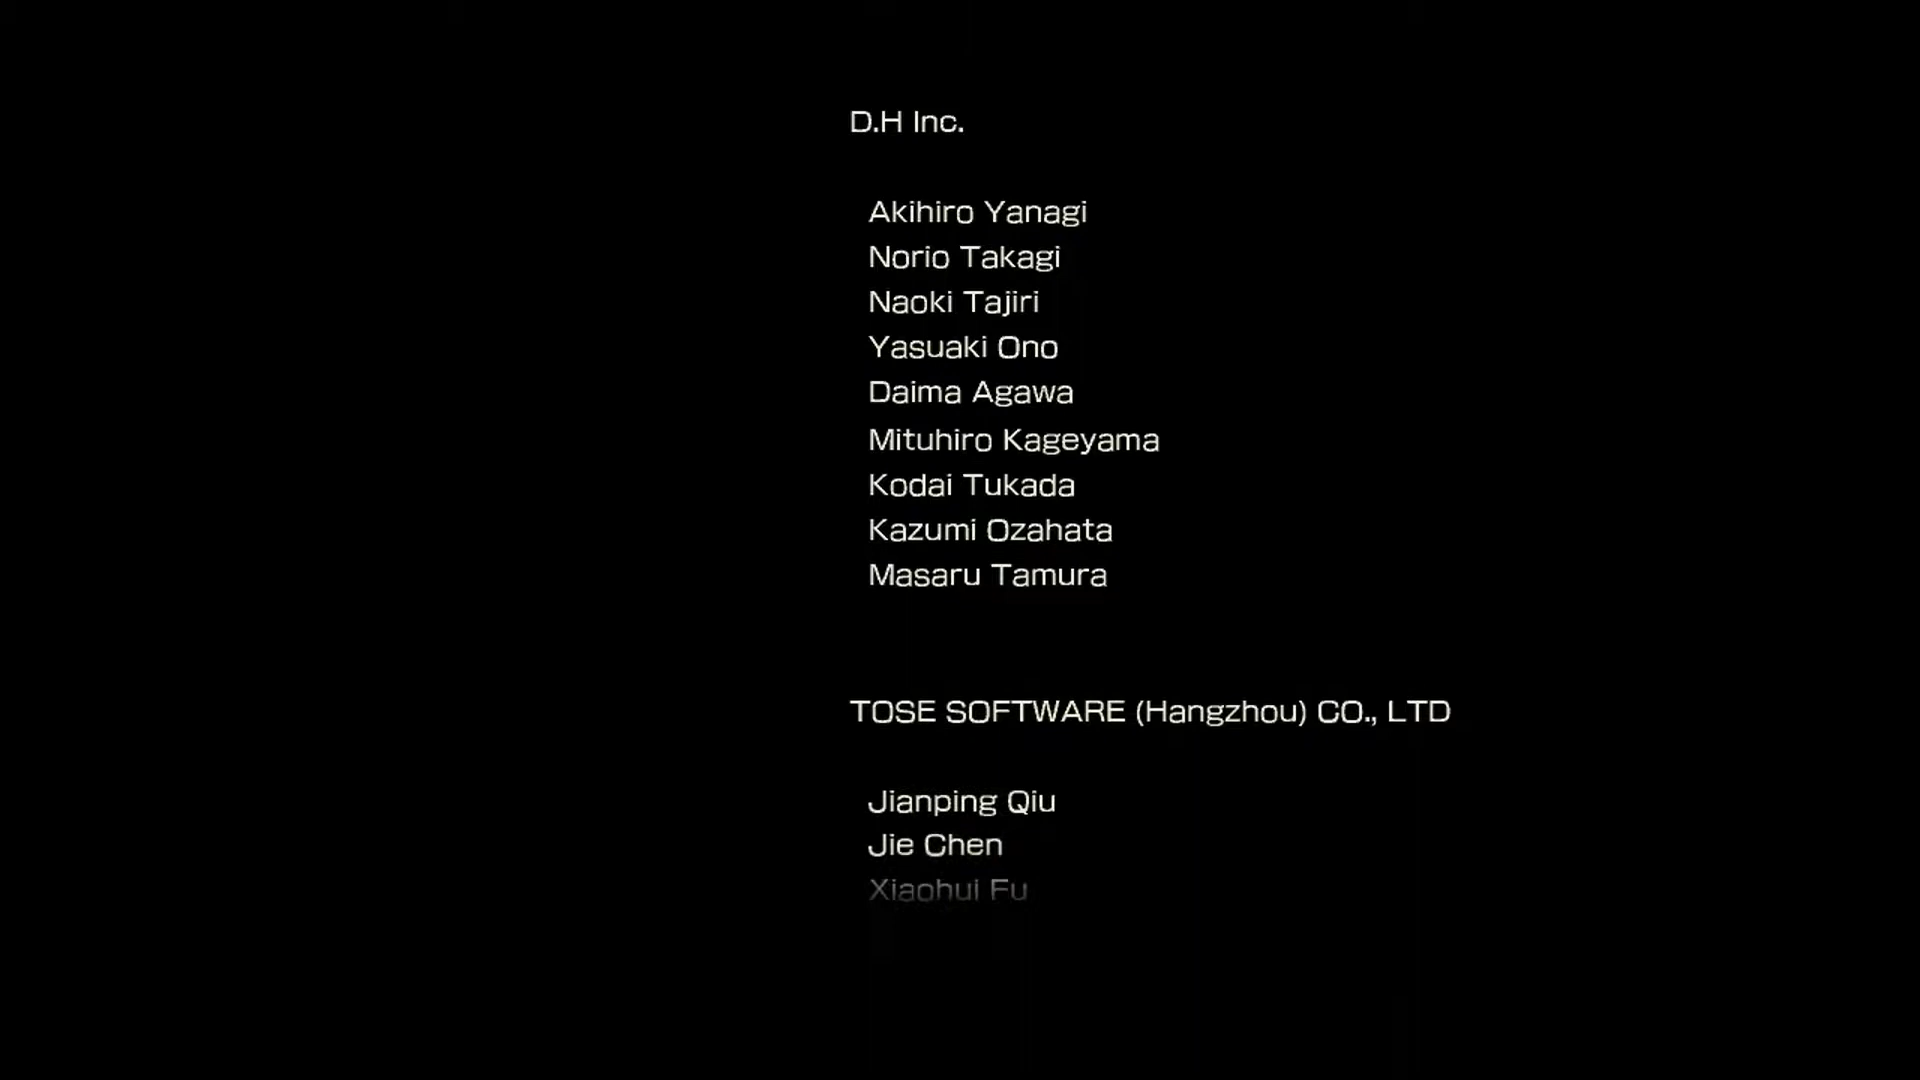 D.H Inc.
Akihiro Yanagi
Norio Takagi
Naoki Tajiri
Yasuaki Ono
Daima Agawa
Mituhiro Kageyama
Kodai Tukada
Kazumi Ozahata
Masaru Tamura
TOSE SOFTWARE (Hangzhou) CO., LTD
Jianping Qiu
Jie Chen
Xiaohui Fu